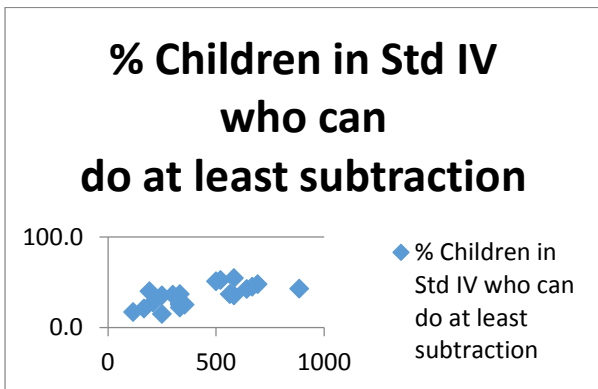 % Children in Std IV
who can
do at least subtraction
100.0
0.0
0
500
1000
% Children in
Std IV who can
do at least
subtraction